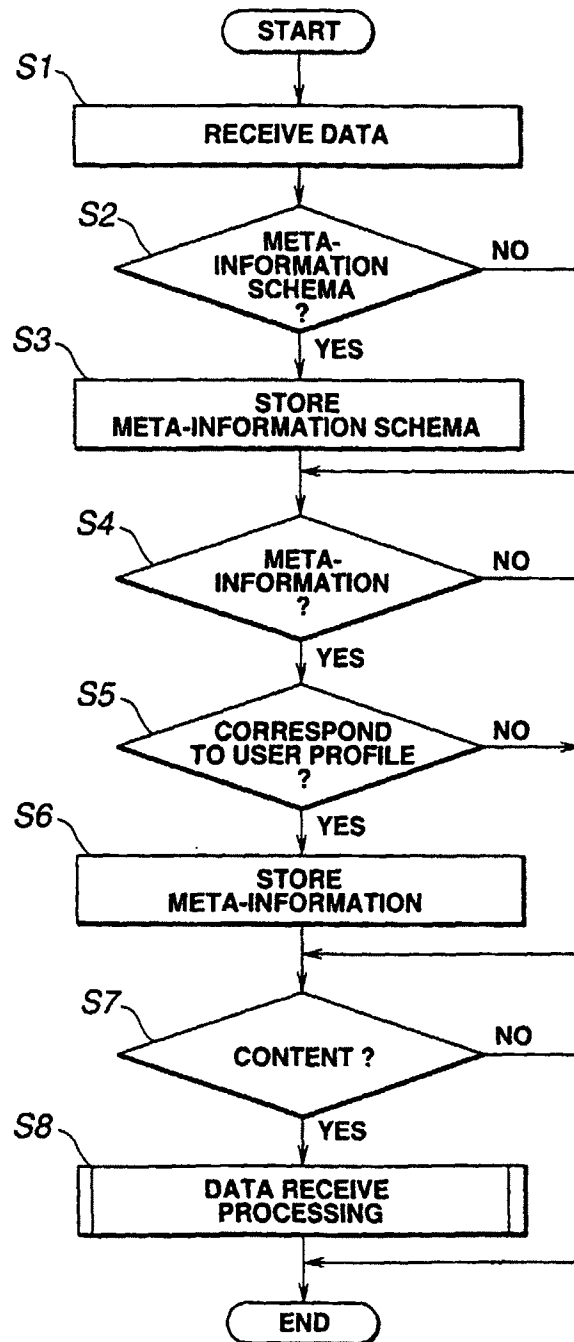 START
S1
RECEIVE DATA
S2
META-
INFORMATION
SCHEMA
?
NO
YES
S3
STORE
META-INFORMATION SCHEMA
S4
META-
INFORMATION
?
NO
YES
S5
CORRESPOND
TO USER PROFILE
?
NO
YES
S6
STORE
META-INFORMATION
S7
CONTENT ?
NO
YES
S8
DATA RECEIVE
PROCESSING
END